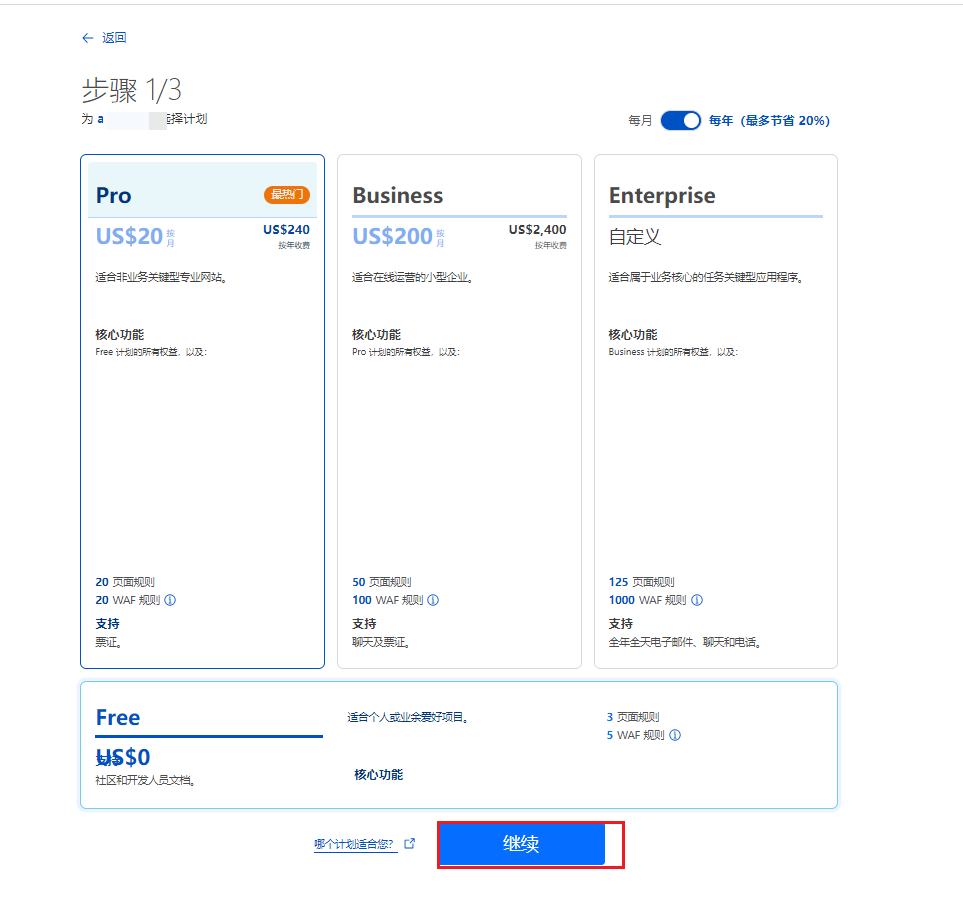 返回
步骤 1/3
为 a 选择计划
每月 每年（最多节省 20%）
Pro
最热门
US$20 按月
US$240
按年收费
适合非业务关键型专业网站。
核心功能
Free 计划的所有权益，以及：
20 页面规则
20 WAF 规则
支持
票证。
Business
US$200 按月
US$2,400
按年收费
适合在线运营的小型企业。
核心功能
Pro 计划的所有权益，以及：
50 页面规则
100 WAF 规则
支持
聊天及票证。
Enterprise
自定义
适合属于业务核心的任务关键型应用程序。
核心功能
Business 计划的所有权益，以及：
125 页面规则
1000 WAF 规则
支持
全年全天电子邮件、聊天和电话。
Free
US$0
支持
社区和开发人员文档。
适合个人或业余爱好项目。
核心功能
3 页面规则
5 WAF 规则
哪个计划适合您？
继续